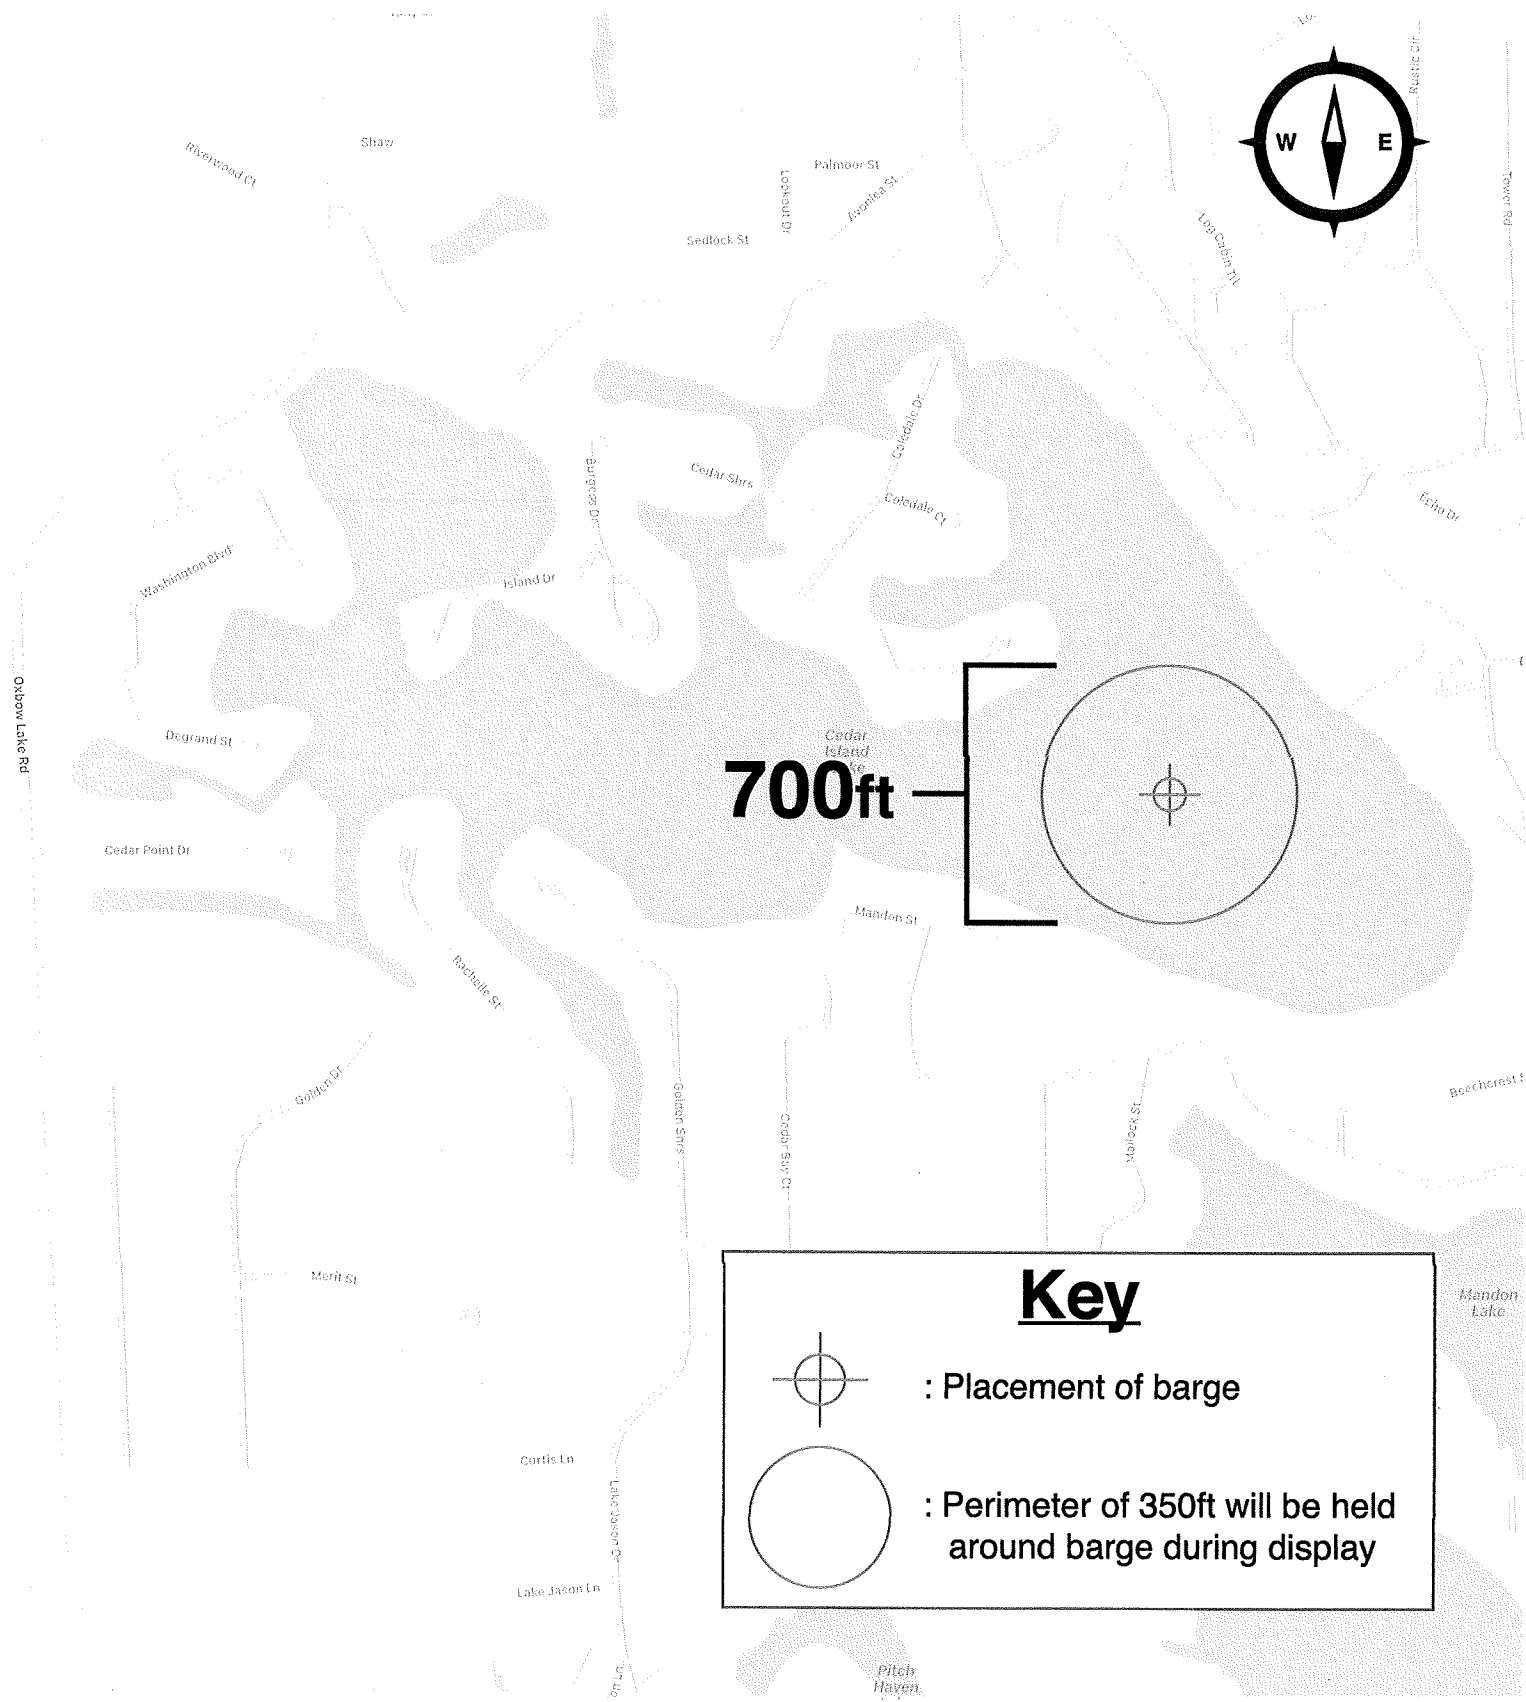 Rustic Cir
Shaw
Riverwood Ct
Palmoor St
Lookout Dr
Avonlea St
W E
Tower Rd
Sedlock St
Log Cabin Trl
Coledale Dr
Burgess Dr
Cedar Shrs
Coledale Ct
Echo Dr
Washington Blvd
Island Dr
Oxbow Lake Rd
Degrand St
Cedar
Island
700ft
Cedar Point Dr
Mandon St
Rachelle St
Golden Dr
Golden Shrs
Cedar Bay Ct
Mallock St
Beechcrest
Merit St
Key
Mandon
Lake
: Placement of barge
Curtis Ln
: Perimeter of 350ft will be held
around barge during display
Lake Jason Dr
Lake Jason Ln
Pitch
Haven